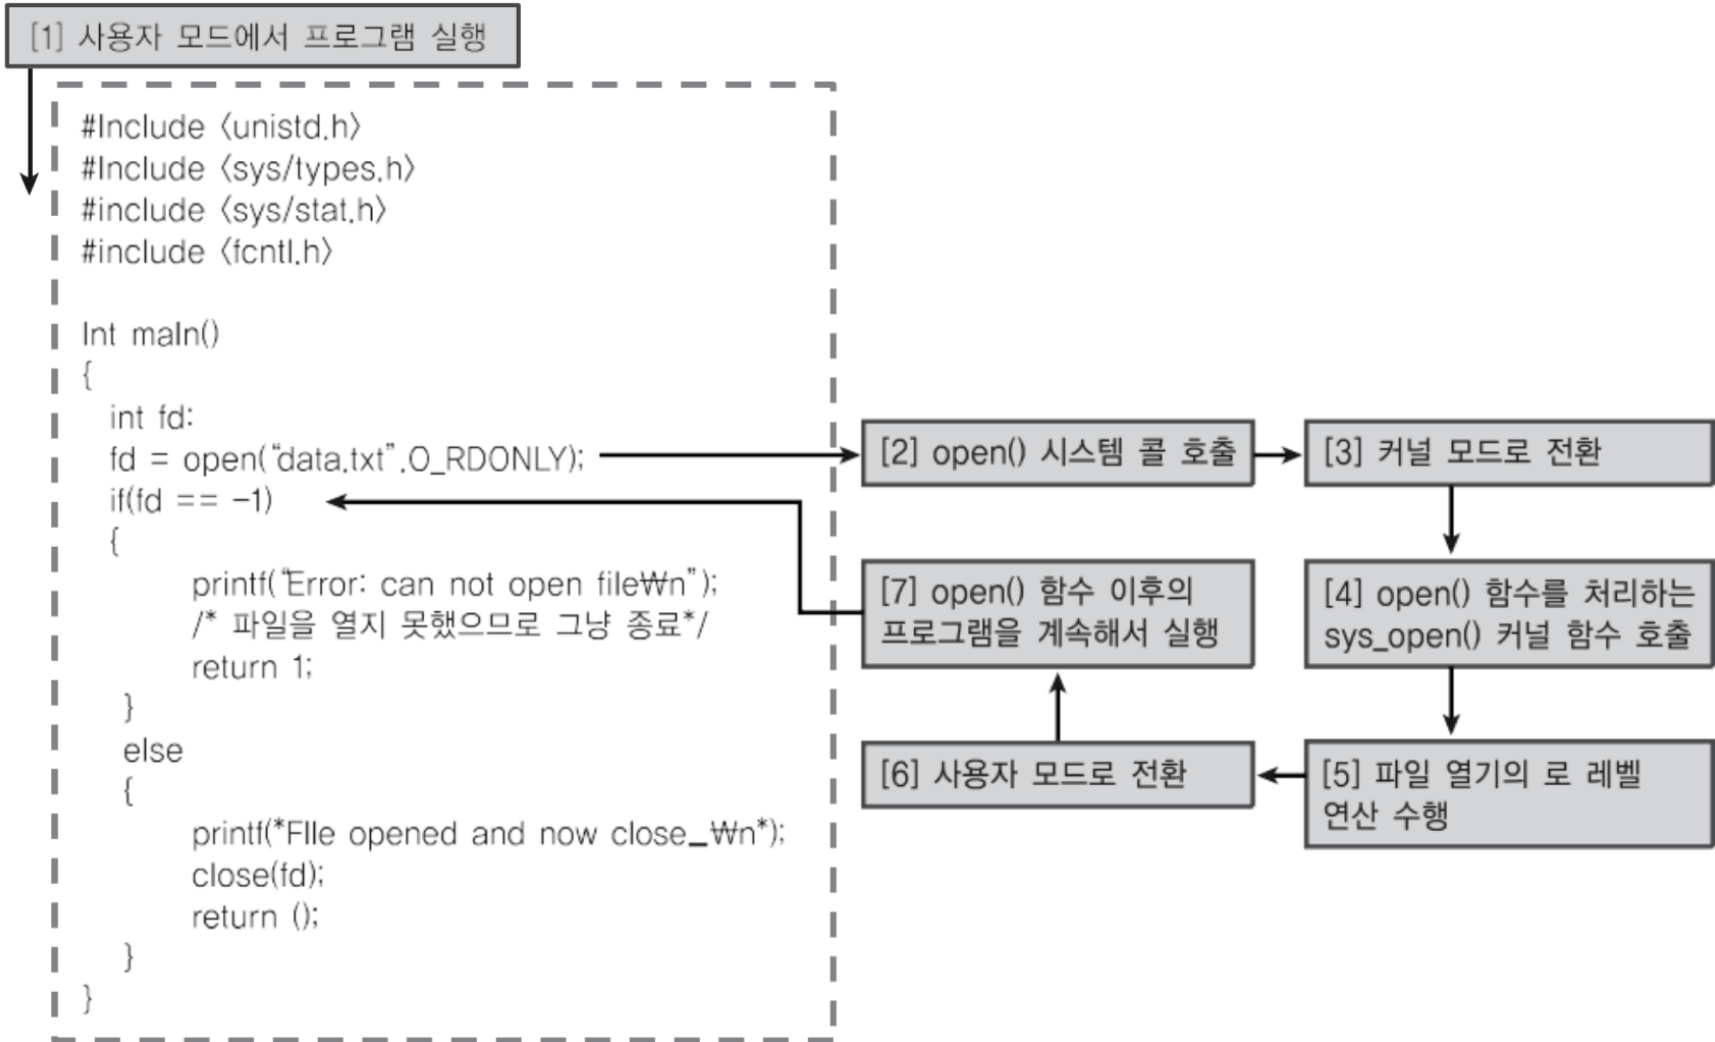 [1] 사용자 모드에서 프로그램 실행
#Include <unistd.h>
#Include <sys/types.h>
#include <sys/stat.h>
#include <fcntl.h>
Int maIn()
{
int fd:
fd = open("data.txt",O_RDONLY);
if(fd == -1)
{
printf("Error: can not open file₩n");
/* 파일을 열지 못했으므로 그냥 종료*/
return 1;
}
else
{
printf(*FIle opened and now close_₩n*);
close(fd);
return ();
}
}
[2] open() 시스템 콜 호출
[3] 커널 모드로 전환
[4] open() 함수를 처리하는
sys_open() 커널 함수 호출
[5] 파일 열기의 로 레벨
연산 수행
[6] 사용자 모드로 전환
[7] open() 함수 이후의
프로그램을 계속해서 실행